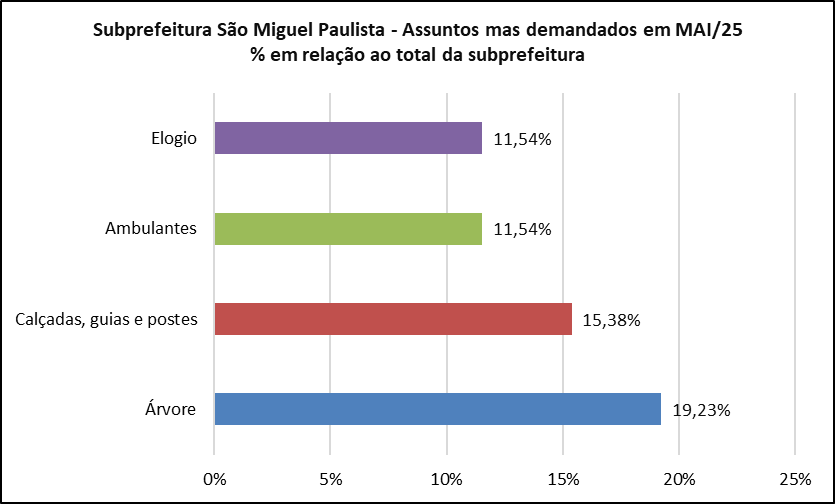 Subprefeitura São Miguel Paulista - Assuntos mas demandados em MAI/25
% em relação ao total da subprefeitura
Elogio
11,54%
Ambulantes
11,54%
Calçadas, guias e postes
15,38%
Árvore
19,23%
0%
5%
10%
15%
20%
25%